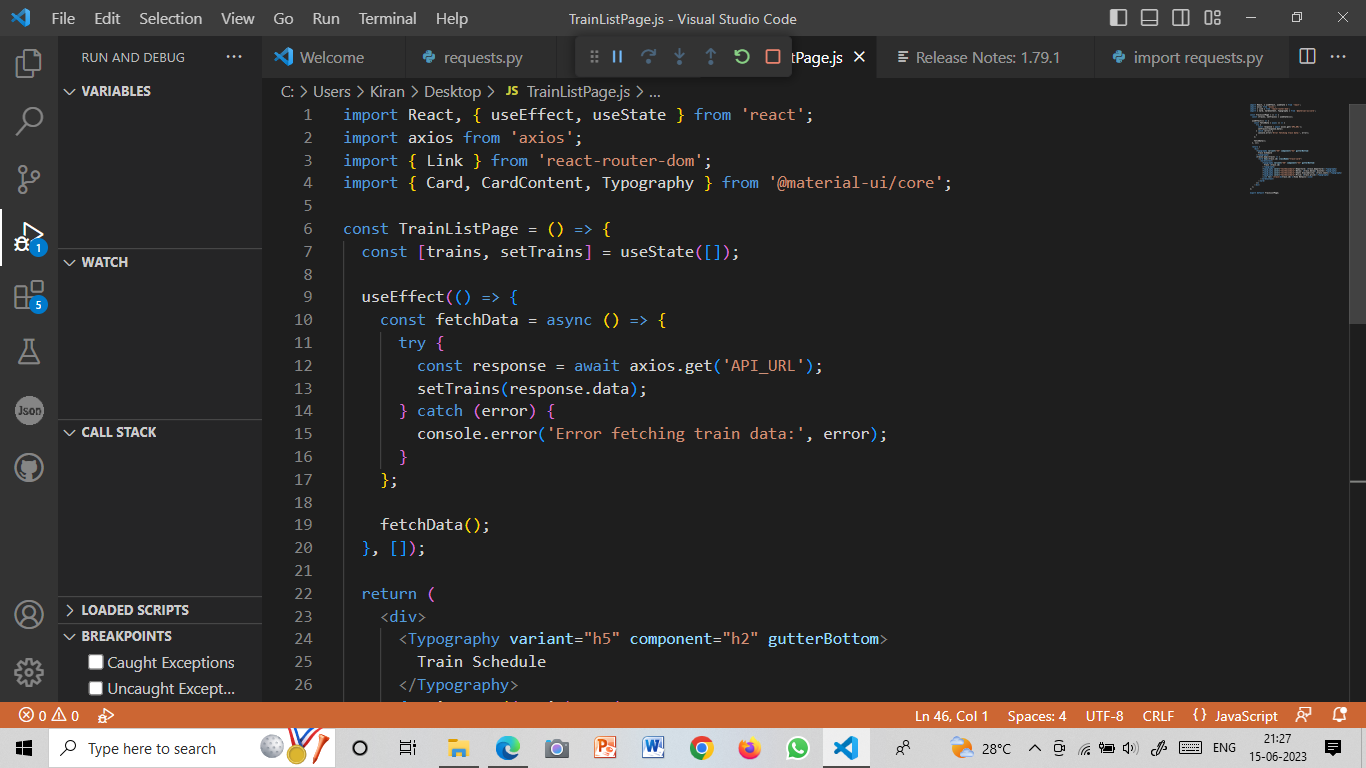 File Edit Selection View Go Run Terminal Help TrainListPage.js - Visual Studio Code
RUN AND DEBUG
Welcome requests.py tPage.js Release Notes: 1.79.1 import requests.py
VARIABLES
WATCH
CALL STACK
LOADED SCRIPTS
BREAKPOINTS
Caught Exceptions
Uncaught Except...
1
5
Json
C: > Users > Kiran > Desktop > JS TrainListPage.js > ...
1 import React, { useEffect, useState } from 'react';
2 import axios from 'axios';
3 import { Link } from 'react-router-dom';
4 import { Card, CardContent, Typography } from '@material-ui/core';
5
6 const TrainListPage = () => {
7 const [trains, setTrains] = useState([]);
8
9 useEffect(() => {
10 const fetchData = async () => {
11 try {
12 const response = await axios.get('API_URL');
13 setTrains(response.data);
14 } catch (error) {
15 console.error('Error fetching train data:', error);
16 }
17 };
18
19 fetchData();
20 }, []);
21
22 return (
23 <div>
24 <Typography variant="h5" component="h2" gutterBottom>
25 Train Schedule
26 </Typography>
0 0 Ln 46, Col 1 Spaces: 4 UTF-8 CRLF {} JavaScript
Type here to search 28°C ENG 21:27
15-06-2023